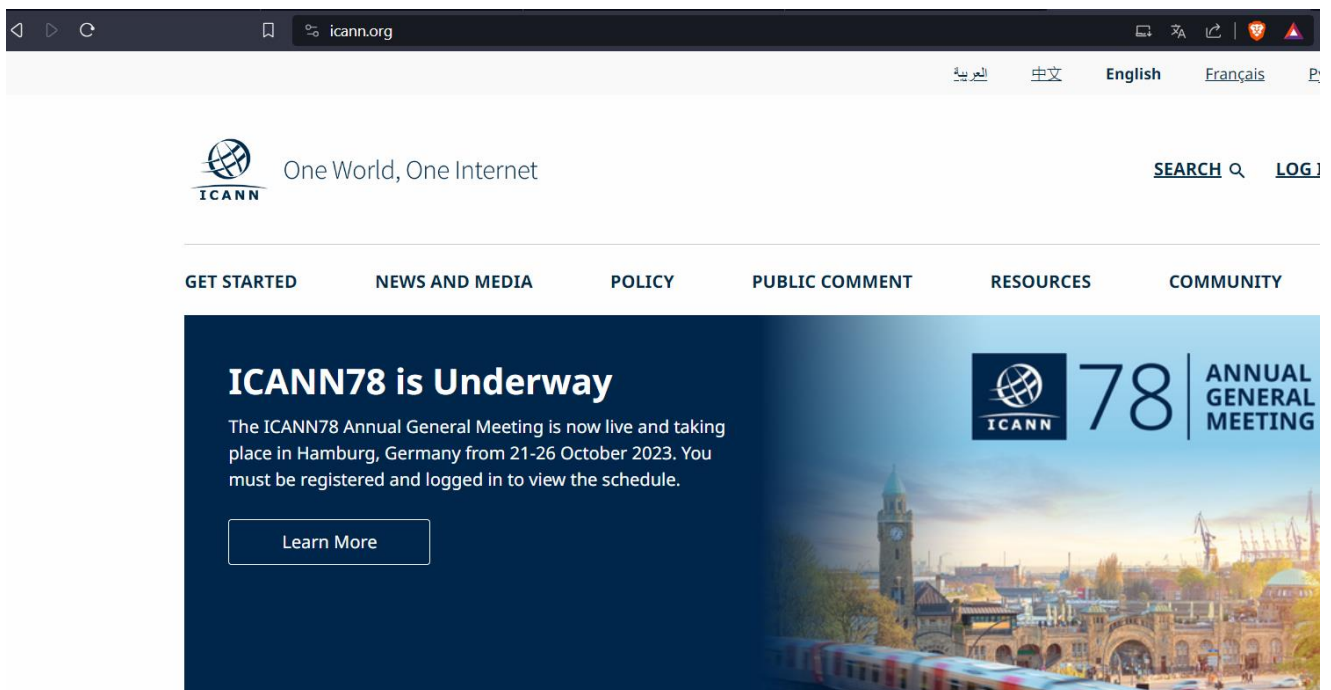 icann.org
العربية 中文 English Français
ICANN One World, One Internet
SEARCH LOG
GET STARTED NEWS AND MEDIA POLICY PUBLIC COMMENT RESOURCES COMMUNITY
ICANN78 is Underway
The ICANN78 Annual General Meeting is now live and taking
place in Hamburg, Germany from 21-26 October 2023. You
must be registered and logged in to view the schedule.
Learn More
ICANN 78 ANNUAL
GENERAL
MEETING